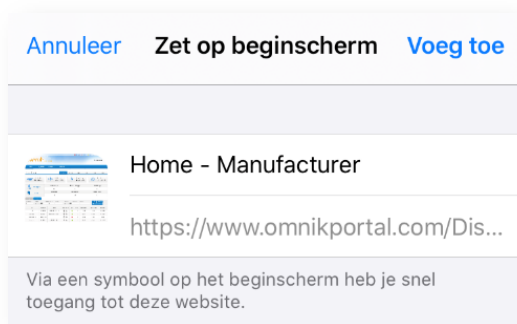 Annuleer Zet op beginscherm Voeg toe
Home - Manufacturer
https://www.omnikportal.com/Dis...
Via een symbool op het beginscherm heb je snel
toegang tot deze website.